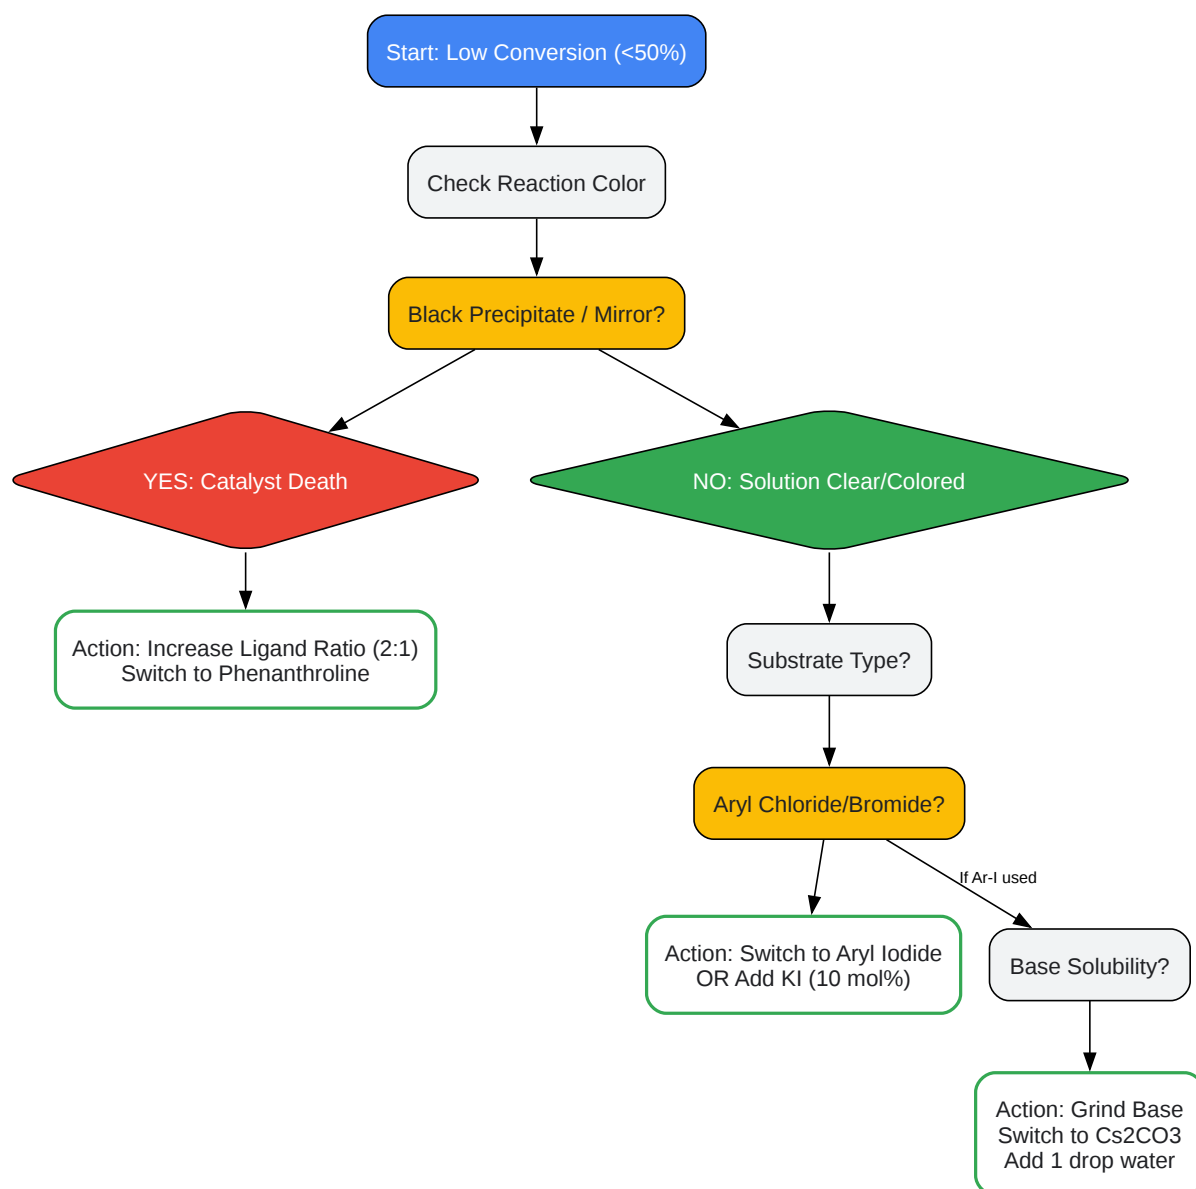 Start: Low Conversion (<50%)
Check Reaction Color
Black Precipitate / Mirror?
YES: Catalyst Death
NO: Solution Clear/Colored
Action: Increase Ligand Ratio (2:1)
Switch to Phenanthroline
Substrate Type?
Aryl Chloride/Bromide?
If Ar-I used
Action: Switch to Aryl Iodide
OR Add KI (10 mol%)
Base Solubility?
Action: Grind Base
Switch to Cs2CO3
Add 1 drop water